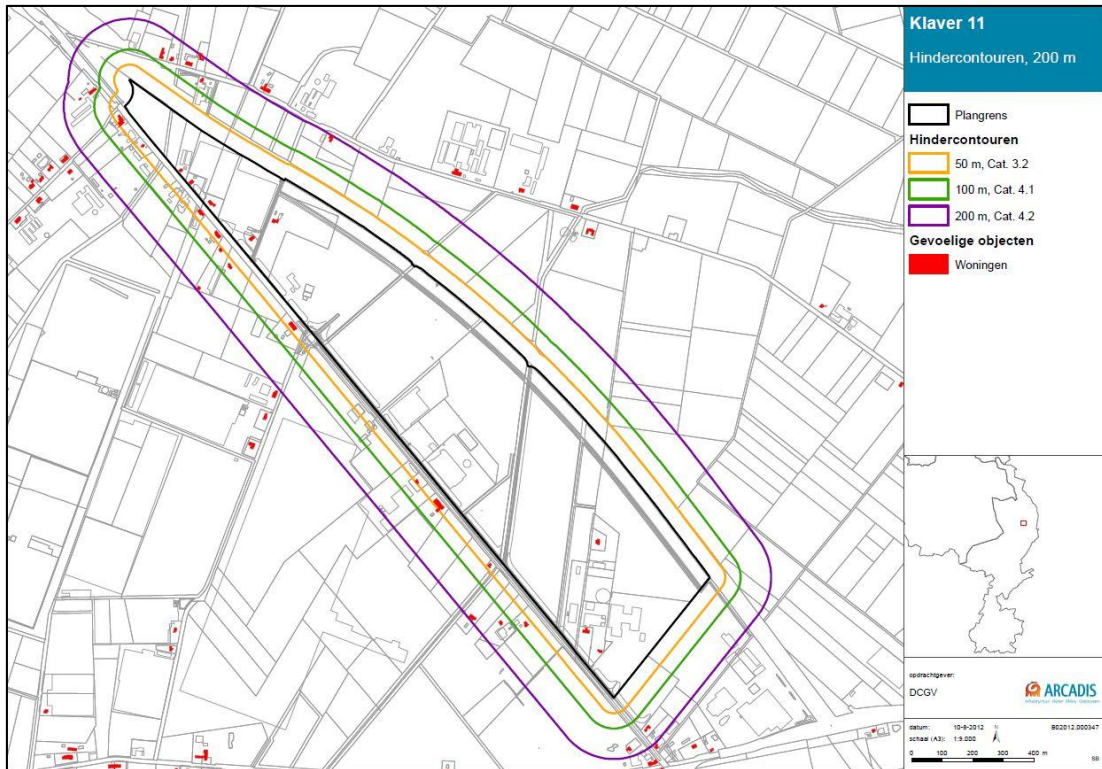 Klaver 11
Hindercontouren, 200 m
Plangrens
Hindercontouren
50 m, Cat. 3.2
100 m, Cat. 4.1
200 m, Cat. 4.2
Gevoelige objecten
Woningen
opdrachtgever:
DCGV
ARCADIS
datum: 10-9-2012 N B02012.000347
schaal (A3): 1:9.000
0 100 200 300 400 m
SB